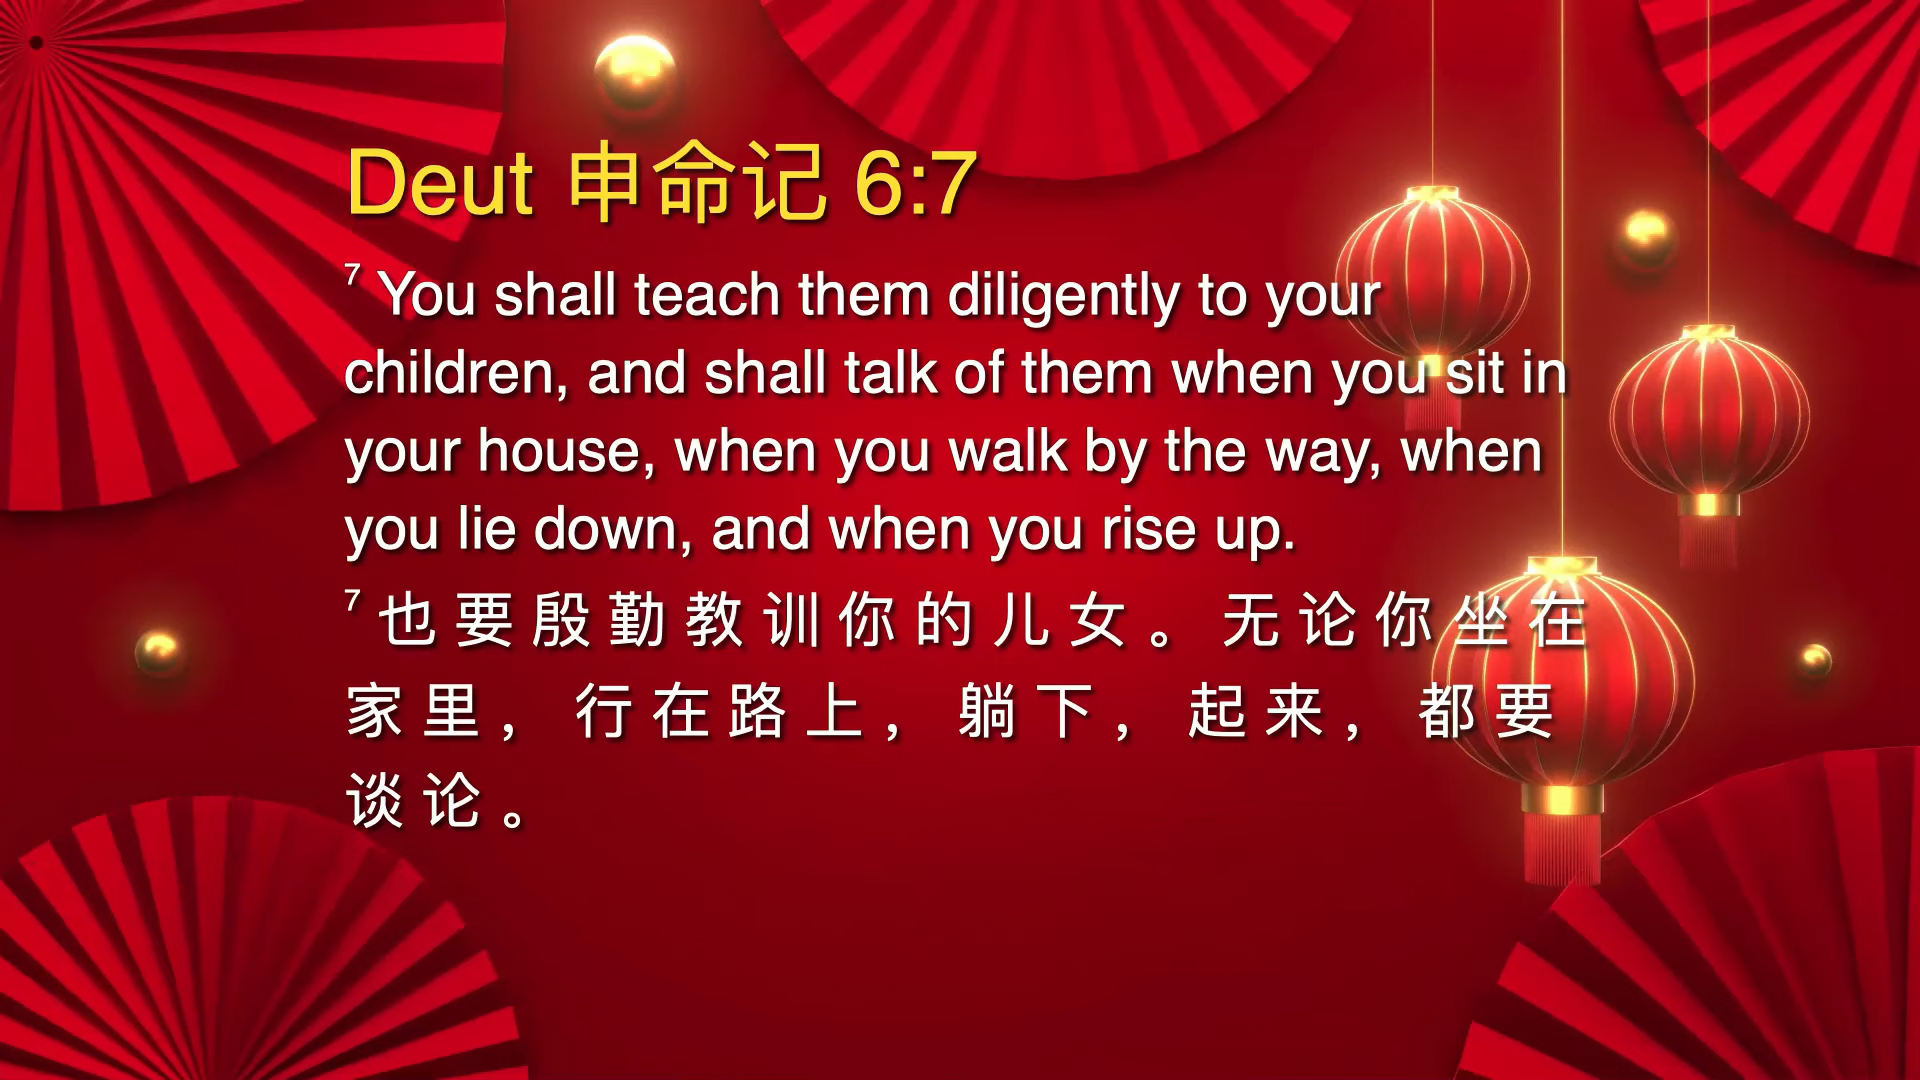 Deut 申命记 6:7
7 You shall teach them diligently to your
children, and shall talk of them when you sit in
your house, when you walk by the way, when
you lie down, and when you rise up.
7 也 要 殷 勤 教 训 你 的 儿 女 。 无 论 你 坐 在
家 里 ， 行 在 路 上 ， 躺 下 ， 起 来 ， 都 要
谈 论 。